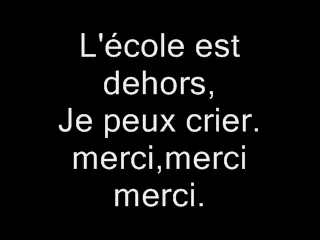 L'école est
dehors,
Je peux crier.
merci,merci
merci.